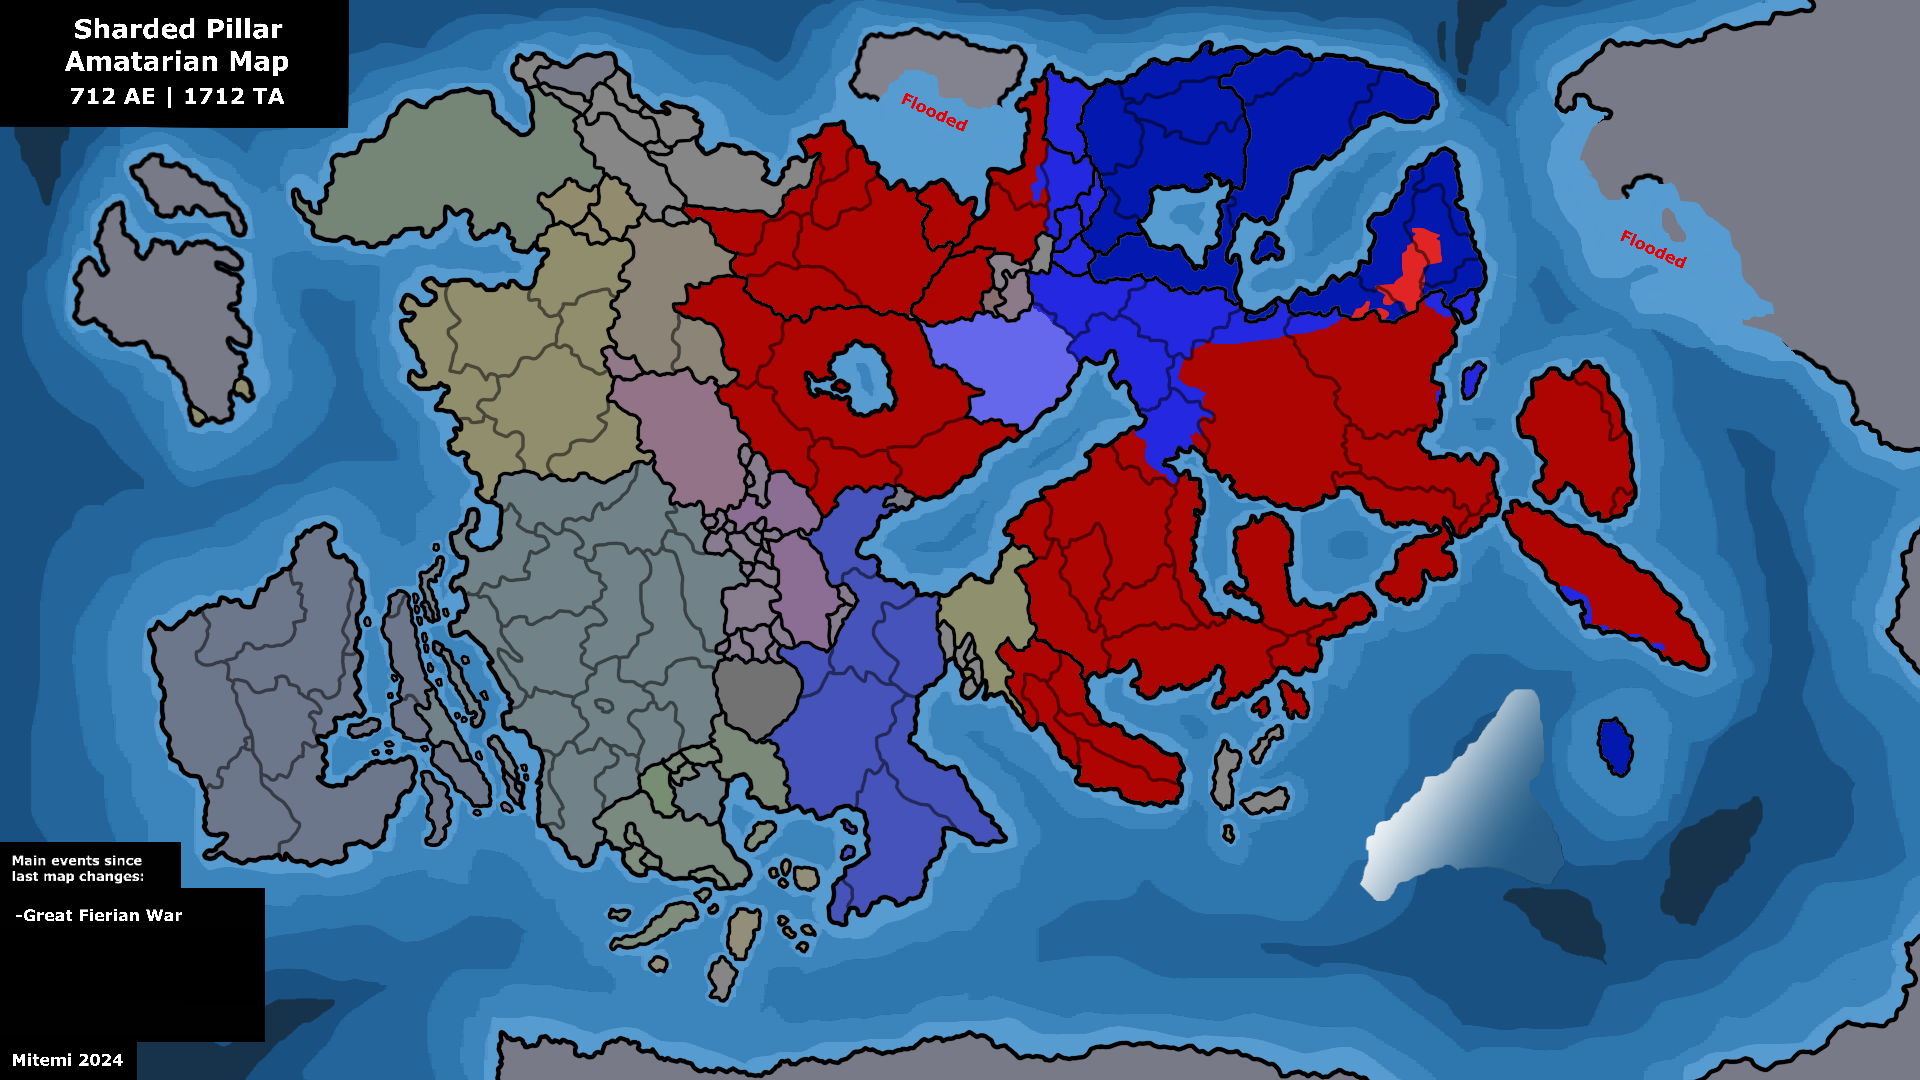 Sharded Pillar
Amatarian Map
712 AE | 1712 TA
Flooded
Flooded
Main events since
last map changes:
-Great Fierian War
Mitemi 2024